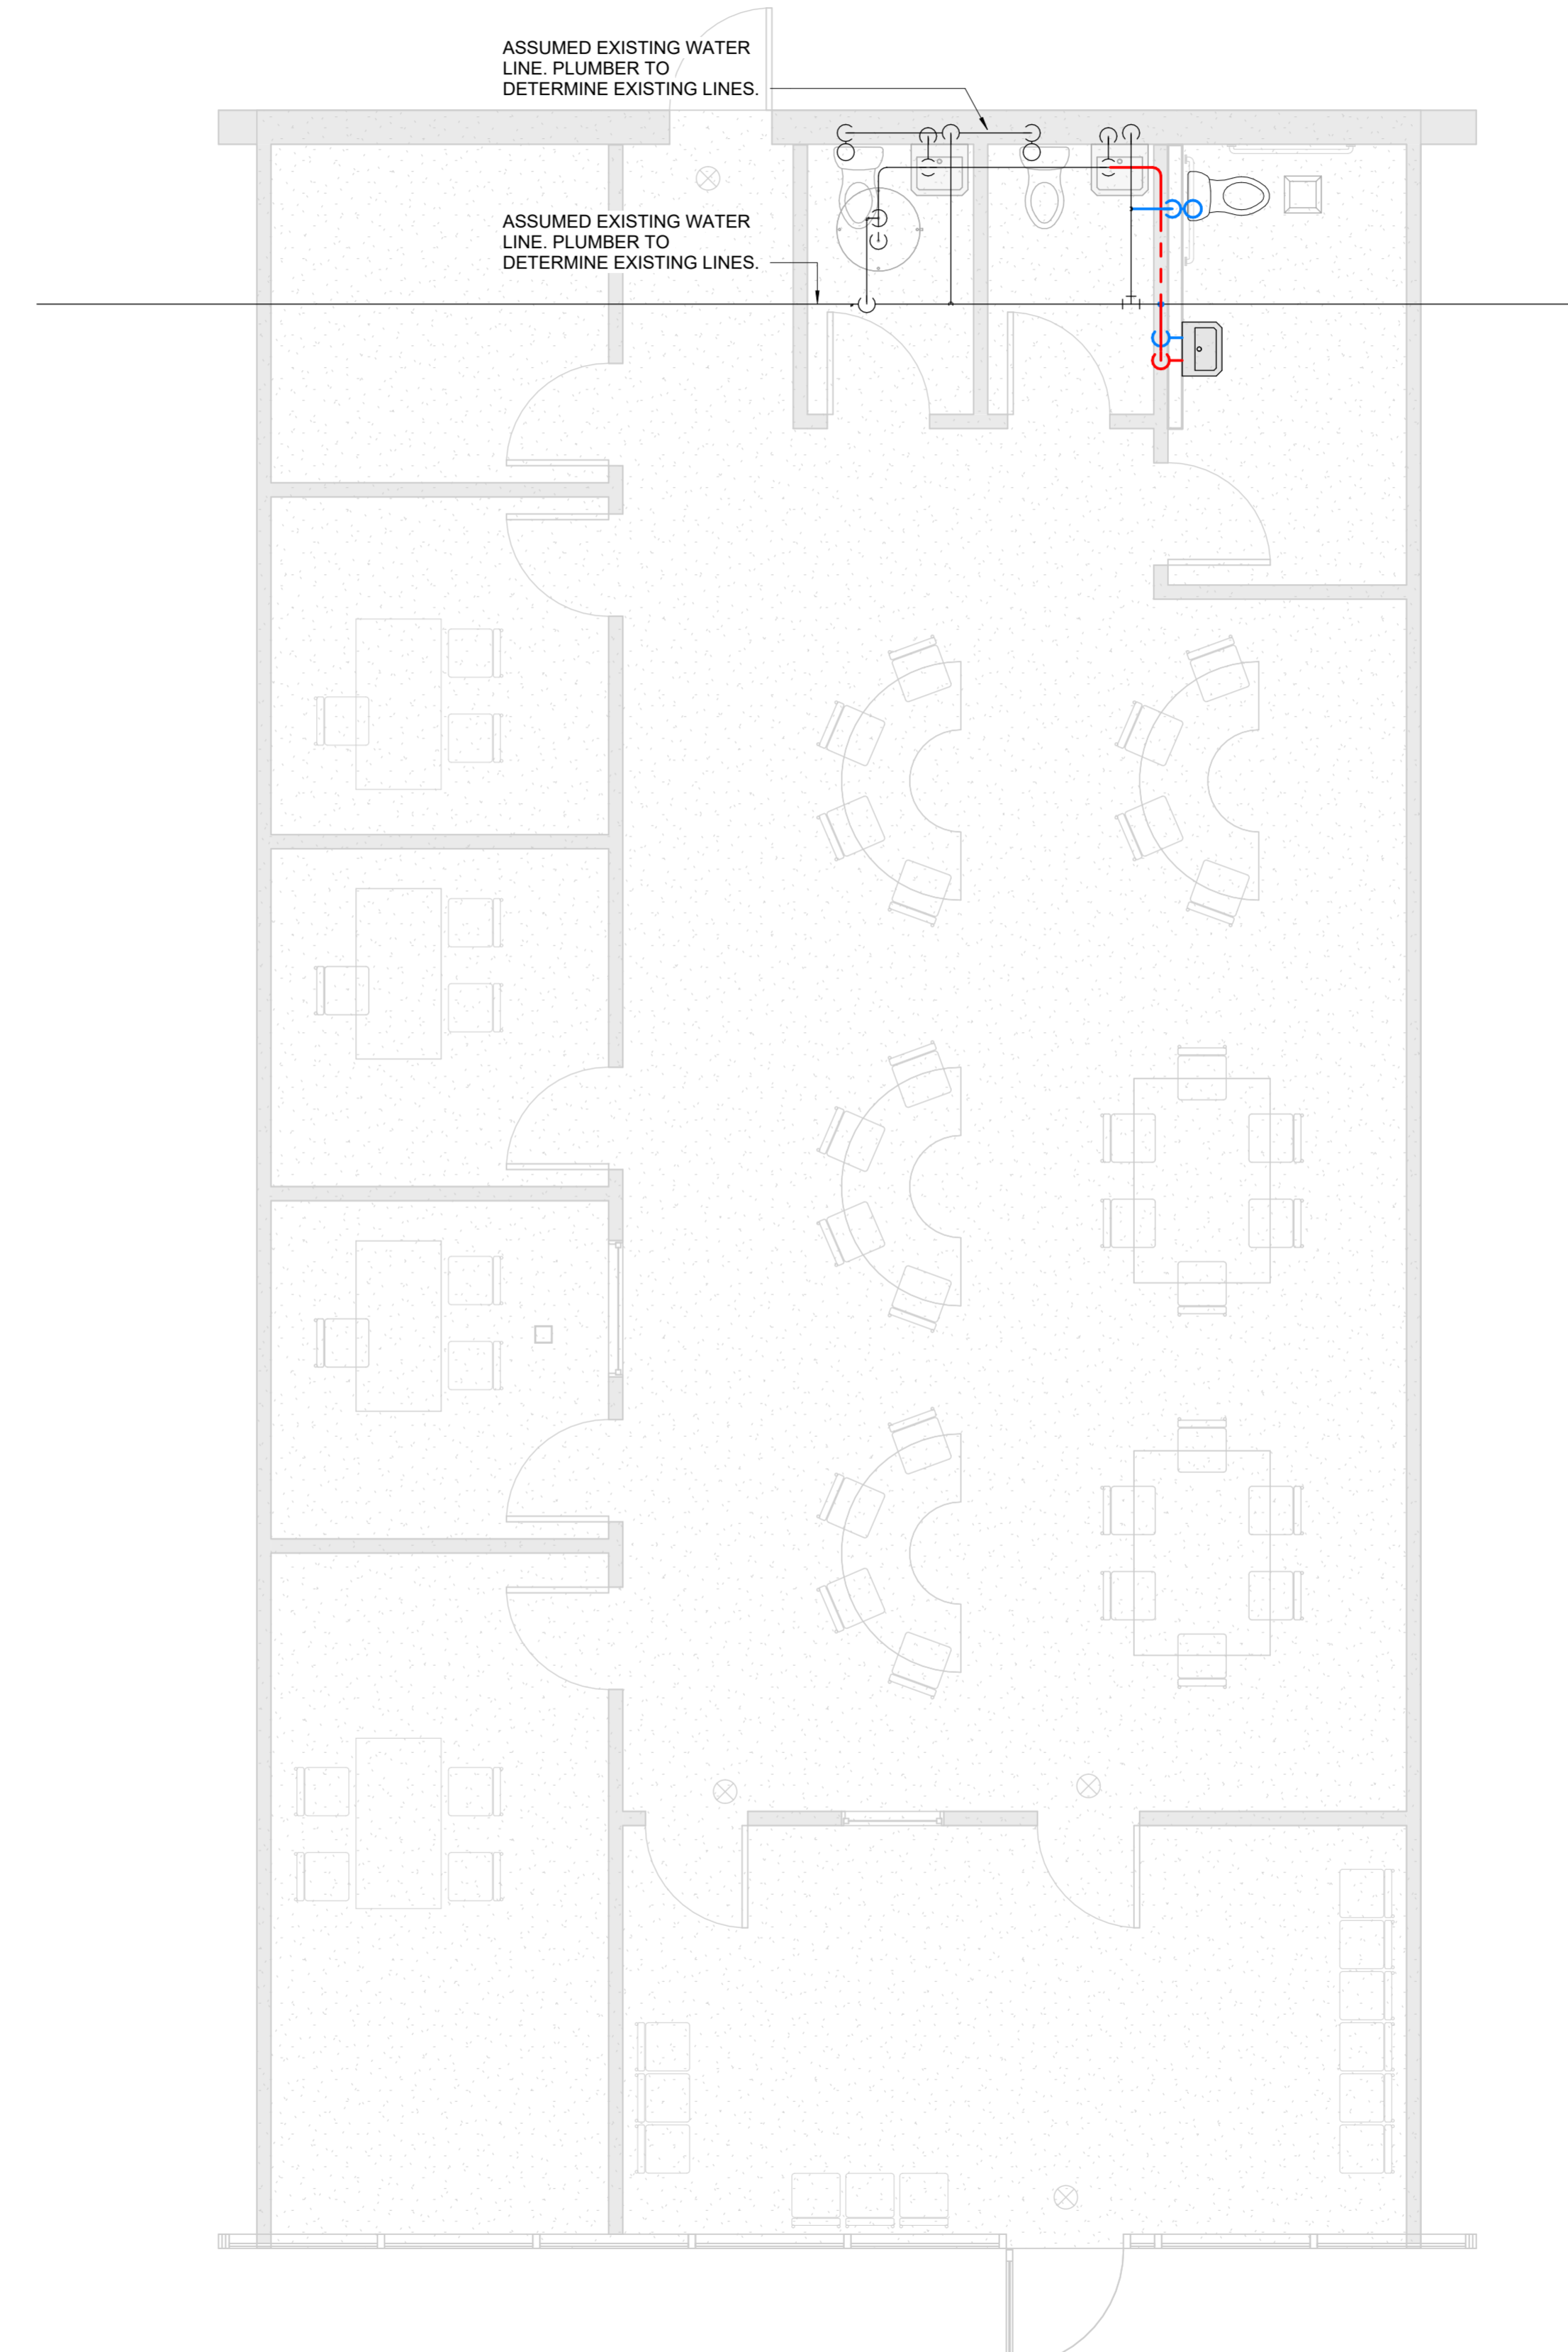 ASSUMED EXISTING WATER
LINE. PLUMBER TO
DETERMINE EXISTING LINES.
ASSUMED EXISTING WATER
LINE. PLUMBER TO
DETERMINE EXISTING LINES.